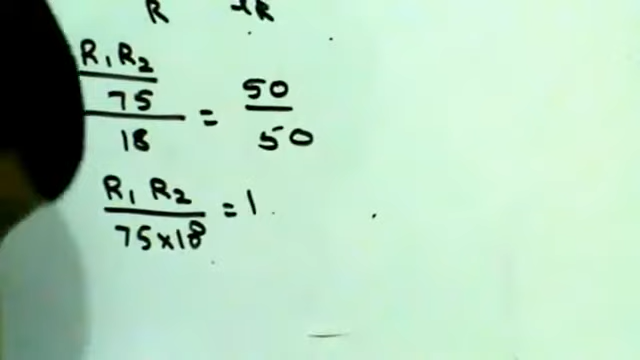 R
R₁R₂
75
18 = 50
50
R₁ R₂
75×18 = 1